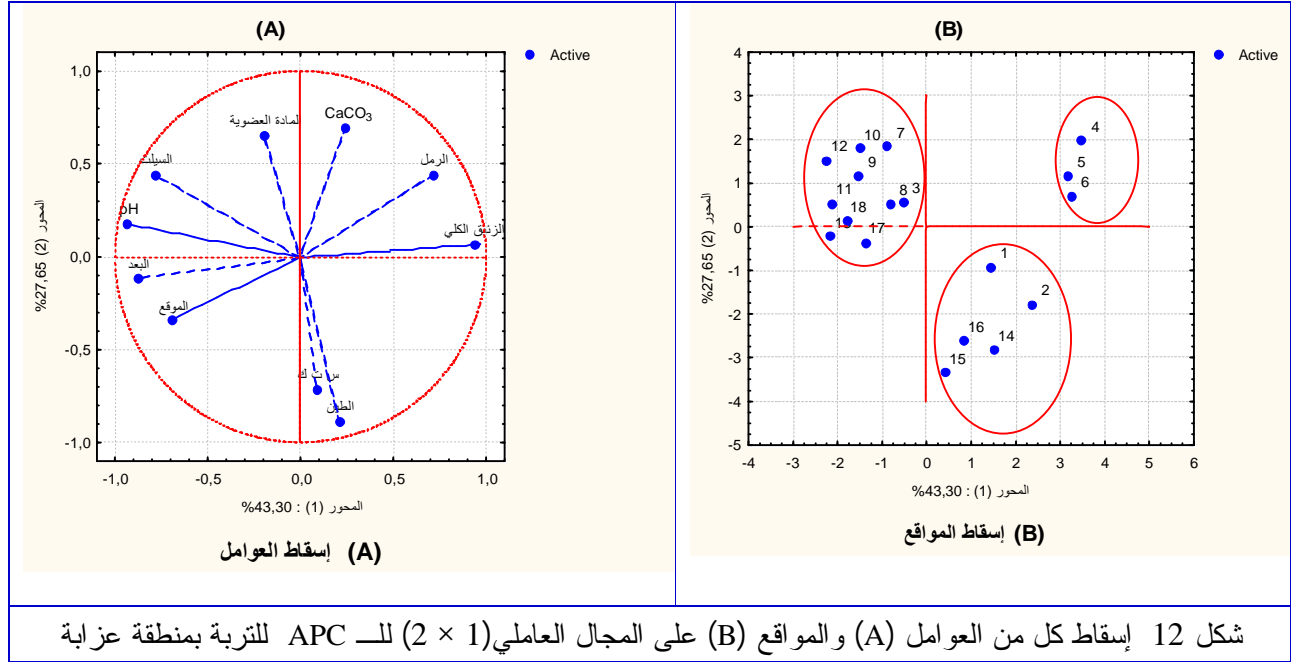 (A)
Active
1,0
0,5
0,0
-0,5
-1,0
-1,0
-0,5
0,0
0,5
1,0
المحور (2) 27,65%
المادة العضوية
CaCO3
السيلت
الرمل
pH
الزئبق الكلي
البعد
الموقع
س ت ك
الطين
المحور (1) : 43,30%
(A) إسقاط العوامل
(B)
Active
4
3
2
1
0
-1
-2
-3
-4
-5
-4
-3
-2
-1
0
1
2
3
4
5
6
المحور (2) 27,65%
12
10
7
9
11
8
3
18
17
4
5
6
1
2
16
14
15
المحور (1) : 43,30%
(B) إسقاط المواقع
شكل 12 إسقاط كل من العوامل (A) والمواقع (B) على المجال العاملي(1 × 2) للـــ APC للتربة بمنطقة عزابة